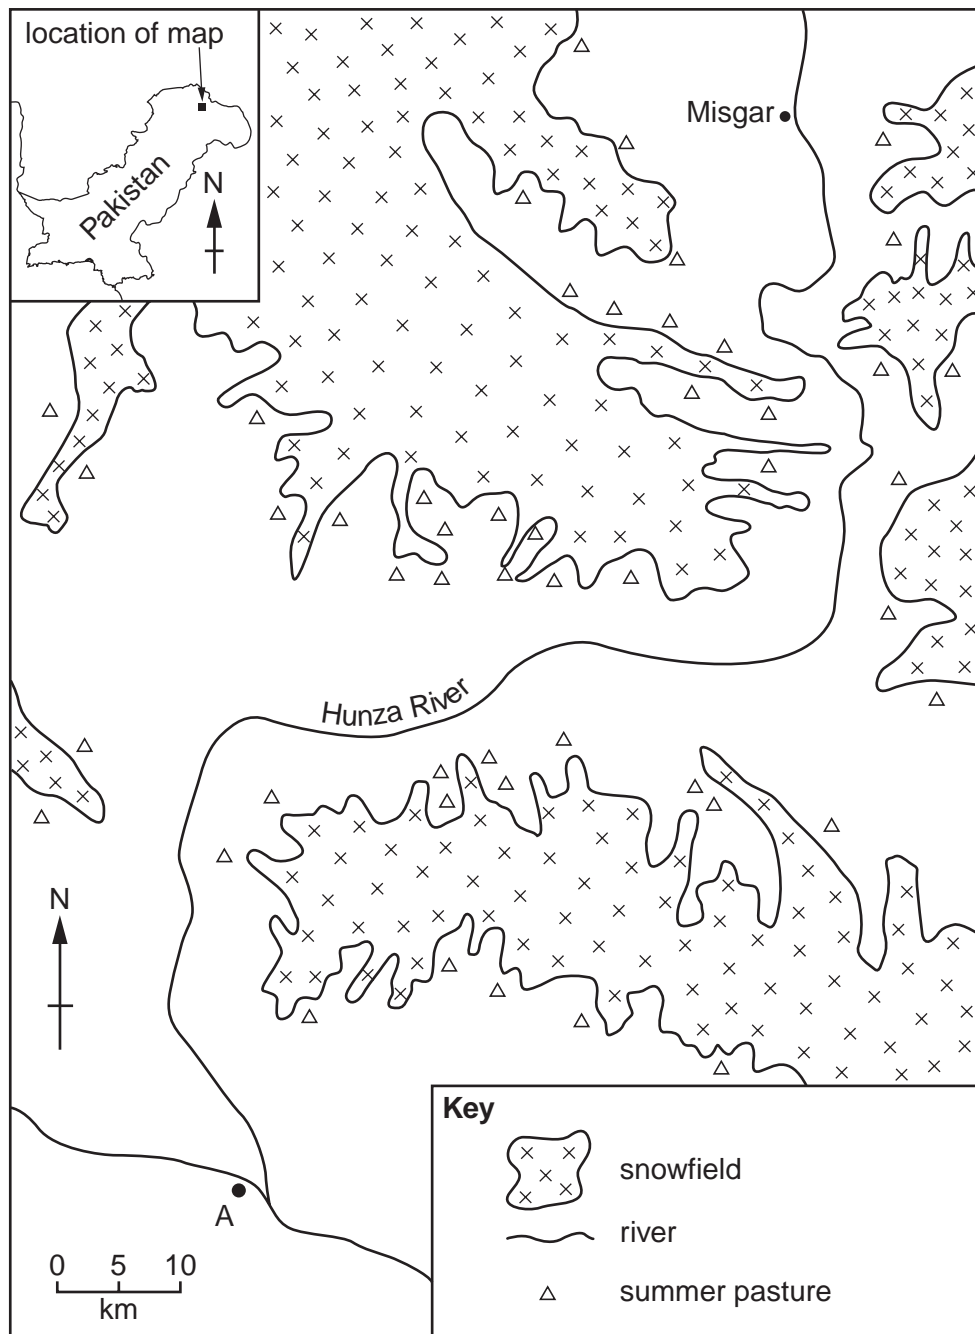 location of map
Pakistan
N
Misgar
Hunza River
N
A
0 5 10
km
Key
snowfield
river
summer pasture